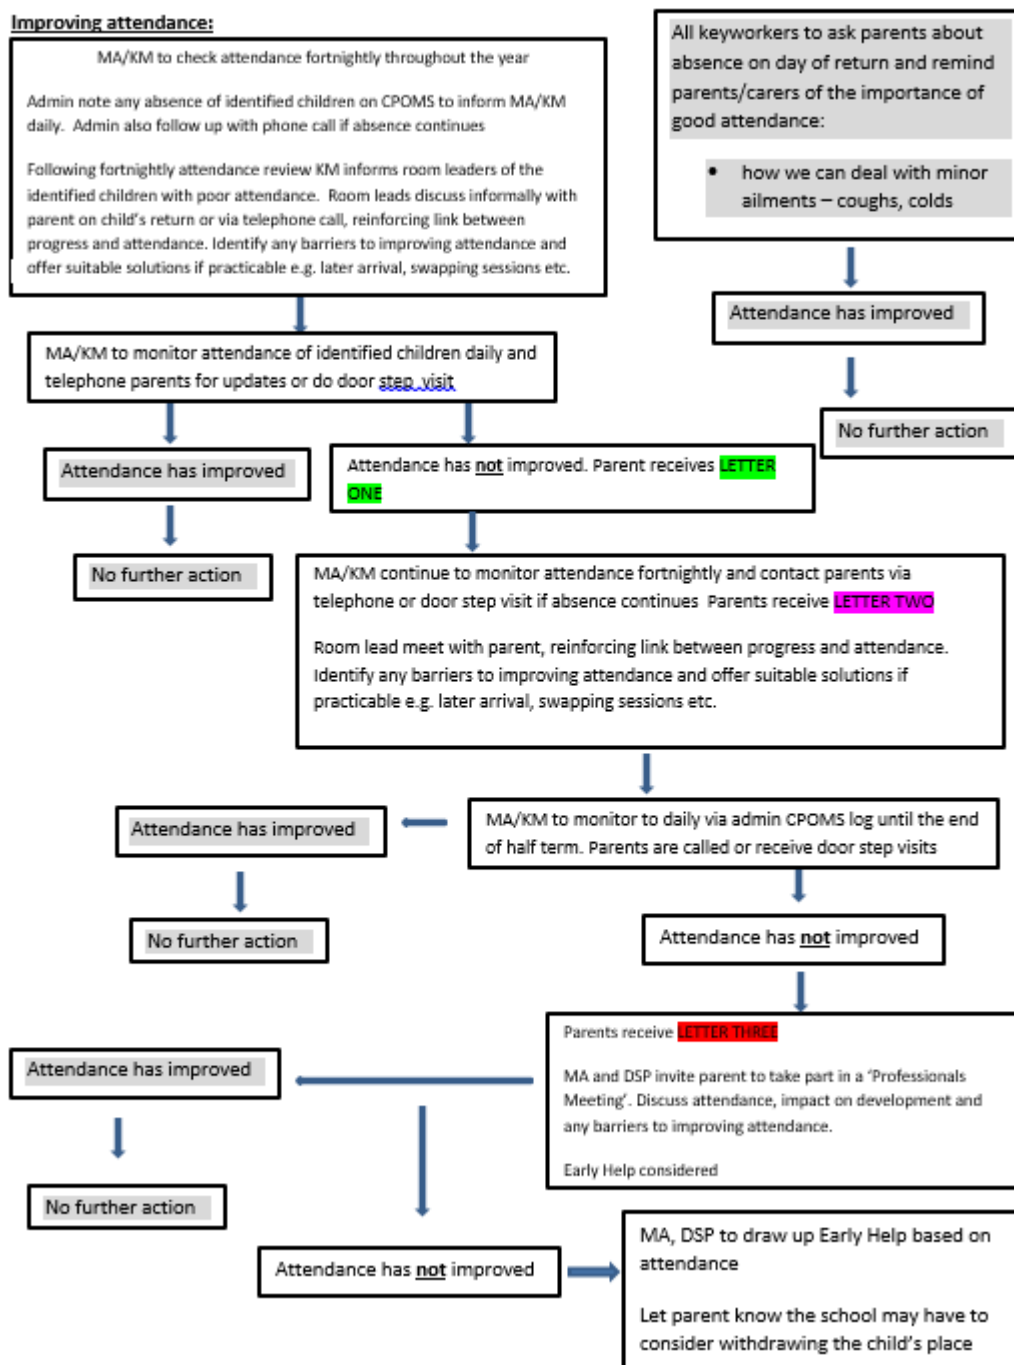 Improving attendance:
MA/KM to check attendance fortnightly throughout the year
Admin note any absence of identified children on CPOMS to inform MA/KM
daily. Admin also follow up with phone call if absence continues
Following fortnightly attendance review KM informs room leaders of the
identified children with poor attendance. Room leads discuss informally with
parent on child's return or via telephone call, reinforcing link between
progress and attendance. Identify any barriers to improving attendance and
offer suitable solutions if practicable e.g. later arrival, swapping sessions etc.
All keyworkers to ask parents about
absence on day of return and remind
parents/carers of the importance of
good attendance:
• how we can deal with minor
ailments – coughs, colds
Attendance has improved
No further action
MA/KM to monitor attendance of identified children daily and
telephone parents for updates or do door step visit
Attendance has improved
No further action
Attendance has not improved. Parent receives LETTER
ONE
MA/KM continue to monitor attendance fortnightly and contact parents via
telephone or door step visit if absence continues Parents receive LETTER TWO
Room lead meet with parent, reinforcing link between progress and attendance.
Identify any barriers to improving attendance and offer suitable solutions if
practicable e.g. later arrival, swapping sessions etc.
MA/KM to monitor to daily via admin CPOMS log until the end
of half term. Parents are called or receive door step visits
Attendance has improved
No further action
Attendance has not improved
Parents receive LETTER THREE
MA and DSP invite parent to take part in a 'Professionals
Meeting'. Discuss attendance, impact on development and
any barriers to improving attendance.
Early Help considered
Attendance has improved
No further action
Attendance has not improved
MA, DSP to draw up Early Help based on
attendance
Let parent know the school may have to
consider withdrawing the child's place